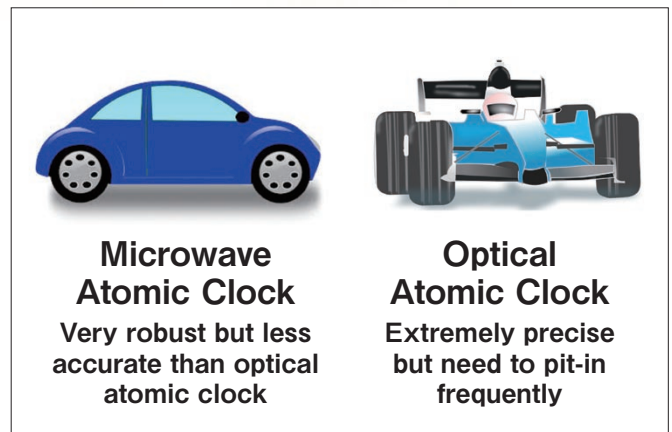 Microwave
Atomic Clock
Very robust but less
accurate than optical
atomic clock
Optical
Atomic Clock
Extremely precise
but need to pit-in
frequently